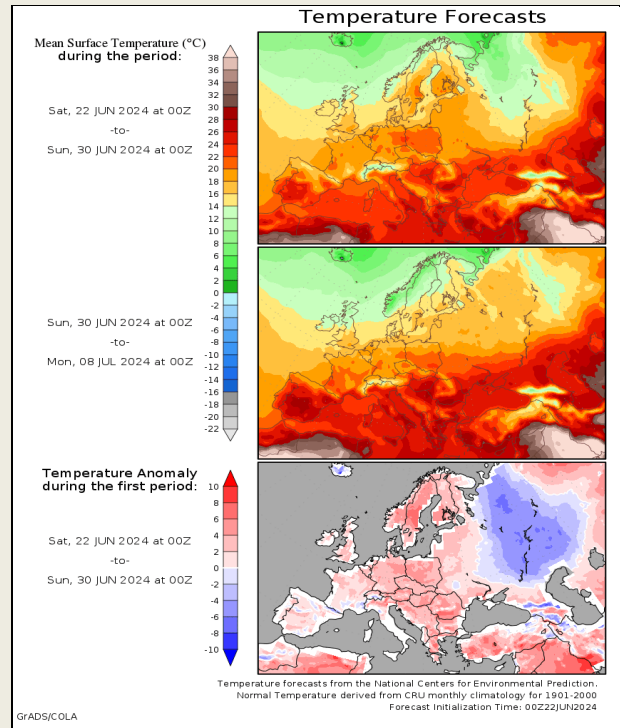 Temperature Forecasts
Mean Surface Temperature (°C)
during the period:
Sat, 22 JUN 2024 at 00Z
-to-
Sun, 30 JUN 2024 at 00Z
38
36
34
32
30
28
26
24
22
20
18
16
14
12
10
8
6
4
2
0
-2
-4
-6
-8
-10
-12
-14
-16
-18
-20
-22
Sun, 30 JUN 2024 at 00Z
-to-
Mon, 08 JUL 2024 at 00Z
Temperature Anomaly
during the first period:
Sat, 22 JUN 2024 at 00Z
-to-
Sun, 30 JUN 2024 at 00Z
10
8
6
4
2
0
-2
-4
-6
-8
-10
Temperature forecasts from the National Centers for Environmental Prediction.
Normal Temperature derived from CRU monthly climatology for 1901-2000
Forecast Initialization Time: 00Z22JUN2024
GrADS/COLA